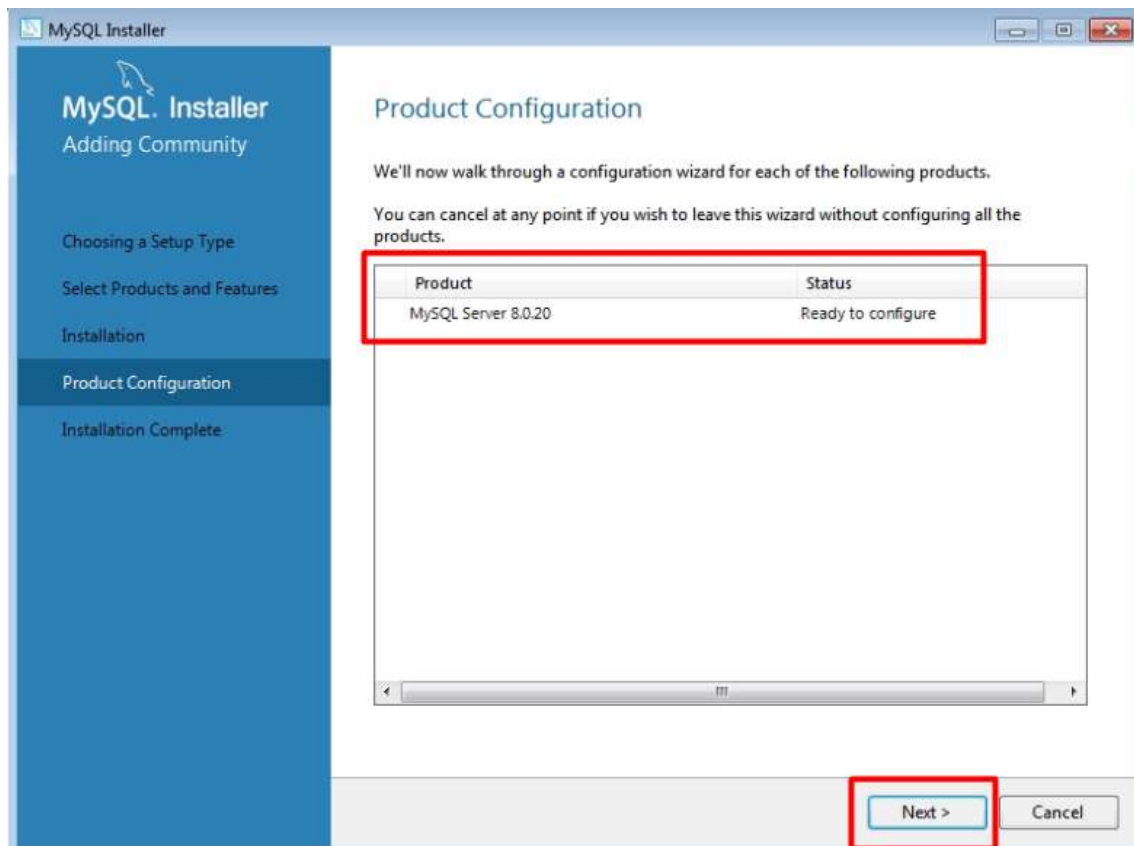 MySQL Installer
MySQL. Installer
Adding Community
Choosing a Setup Type
Select Products and Features
Installation
Product Configuration
Installation Complete
Product Configuration
We'll now walk through a configuration wizard for each of the following products.
You can cancel at any point if you wish to leave this wizard without configuring all the
products.
Product Status
MySQL Server 8.0.20 Ready to configure
Next > Cancel